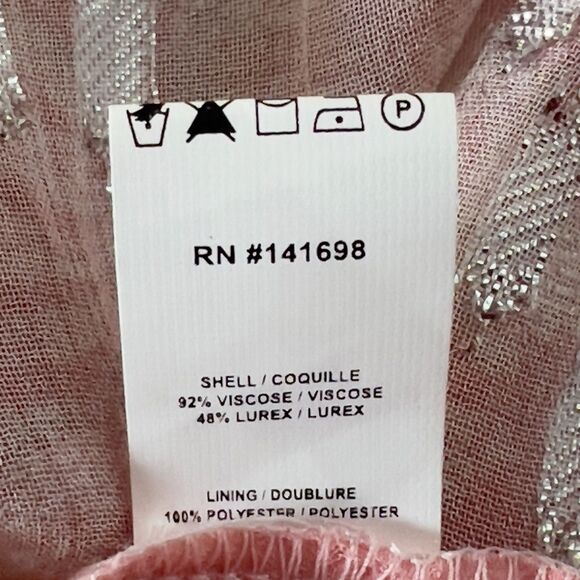 P
RN #141698
SHELL / COQUILLE
92% VISCOSE / VISCOSE
48% LUREX / LUREX
LINING / DOUBLURE
100% POLYESTER / POLYESTER